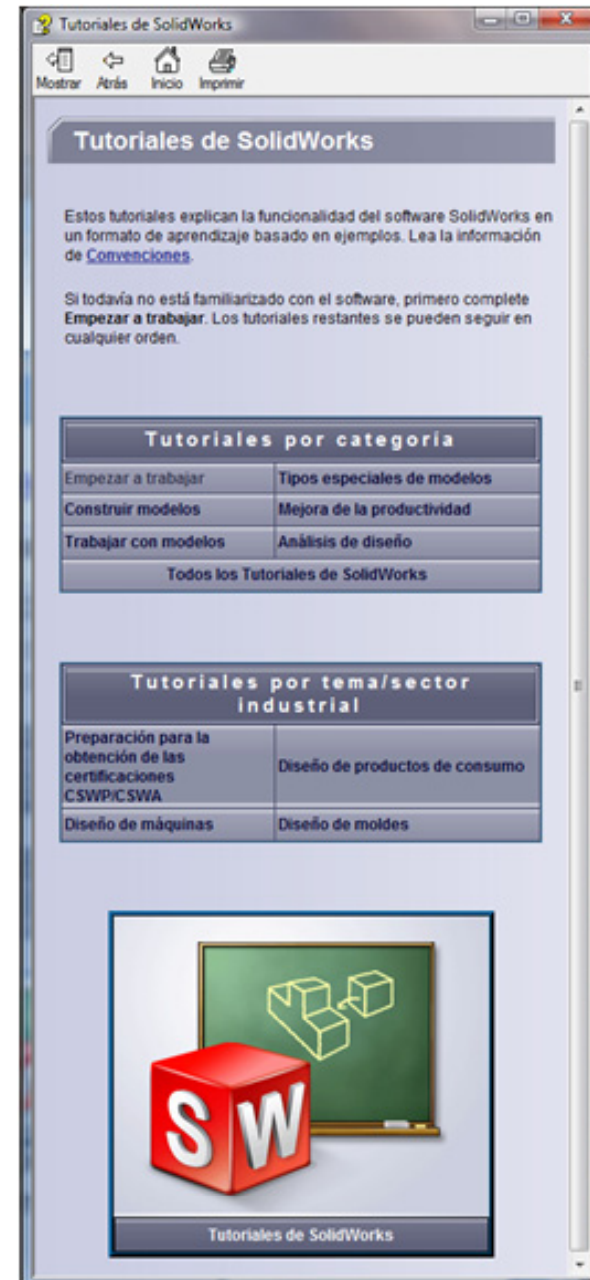 Tutoriales de SolidWorks
Mostrar Atrás Inicio Imprimir
Tutoriales de SolidWorks
Estos tutoriales explican la funcionalidad del software SolidWorks en
un formato de aprendizaje basado en ejemplos. Lea la información
de Convenciones.
Si todavía no está familiarizado con el software, primero complete
Empezar a trabajar. Los tutoriales restantes se pueden seguir en
cualquier orden.
Tutoriales por categoría
Empezar a trabajar Tipos especiales de modelos
Construir modelos Mejora de la productividad
Trabajar con modelos Análisis de diseño
Todos los Tutoriales de SolidWorks
Tutoriales por tema/sector
industrial
Preparación para la
obtención de las
certificaciones
CSWP/CSWA
Diseño de productos de consumo
Diseño de máquinas Diseño de moldes
S W
Tutoriales de SolidWorks